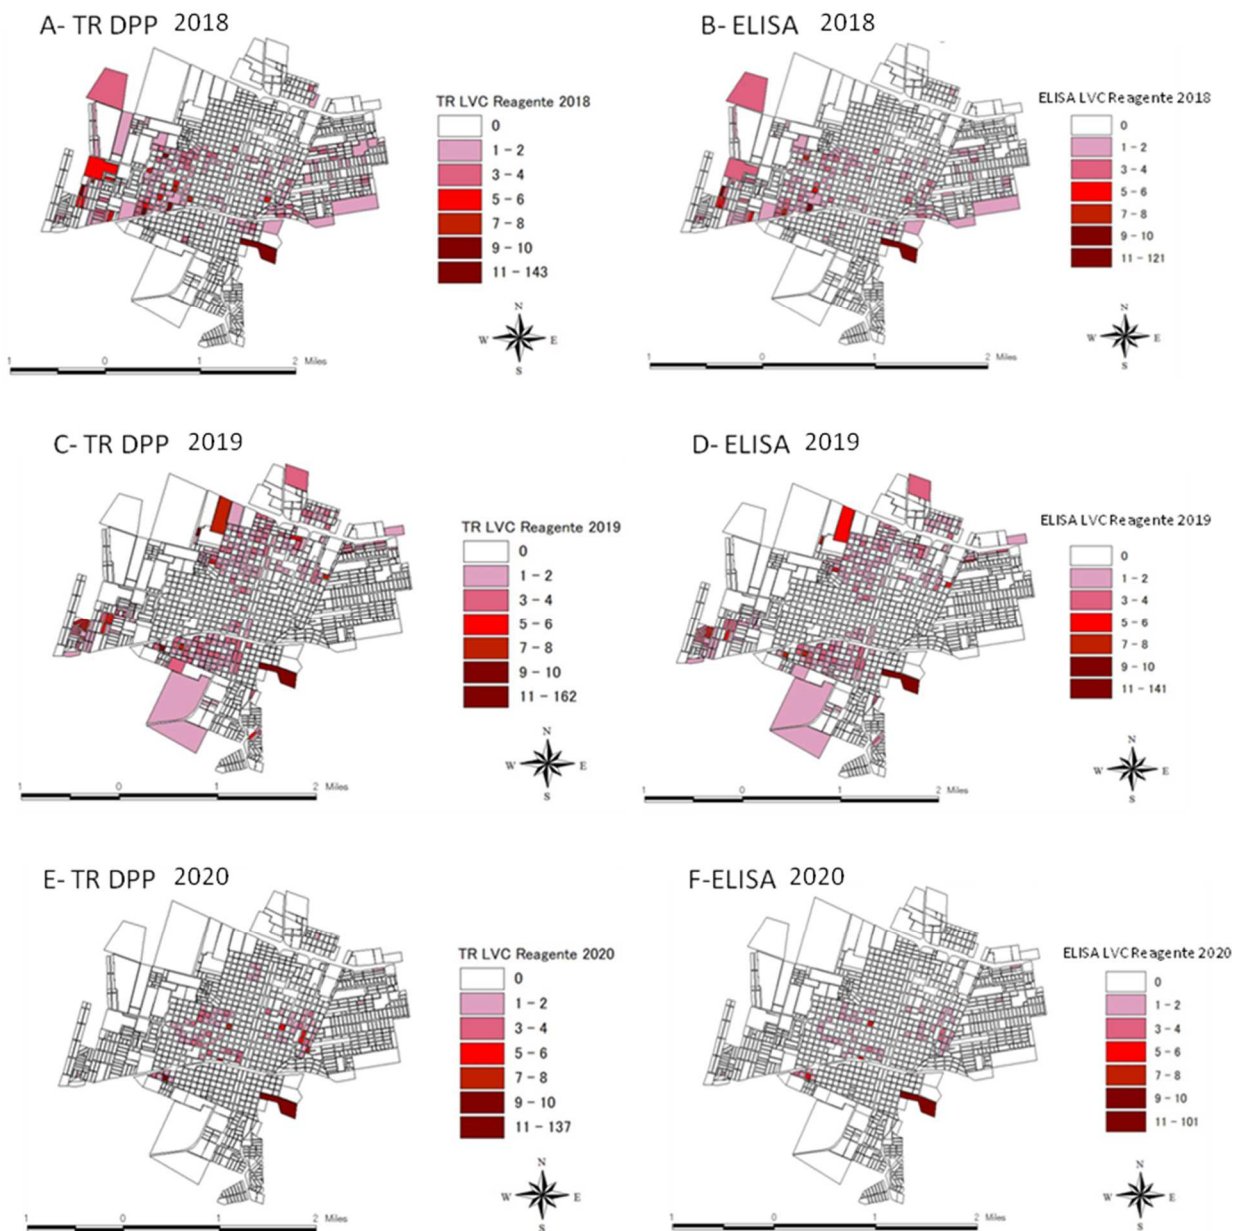 A- TR DPP 2018
TR LVC Reagente 2018
0
1 - 2
3 - 4
5 - 6
7 - 8
9 - 10
11 - 143
N
W E
S
1 0 1 2 Miles
B- ELISA 2018
ELISA LVC Reagente 2018
0
1 - 2
3 - 4
5 - 6
7 - 8
9 - 10
11 - 121
N
W E
S
1 0 1 2 Miles
C- TR DPP 2019
TR LVC Reagente 2019
0
1 - 2
3 - 4
5 - 6
7 - 8
9 - 10
11 - 162
N
W E
S
1 0 1 2 Miles
D- ELISA 2019
ELISA LVC Reagente 2019
0
1 - 2
3 - 4
5 - 6
7 - 8
9 - 10
11 - 141
N
W E
S
1 0 1 2 Miles
E- TR DPP 2020
TR LVC Reagente 2020
0
1 - 2
3 - 4
5 - 6
7 - 8
9 - 10
11 - 137
N
W E
S
1 0 1 2 Miles
F-ELISA 2020
ELISA LVC Reagente 2020
0
1 - 2
3 - 4
5 - 6
7 - 8
9 - 10
11 - 101
N
W E
S
1 0 1 2 Miles